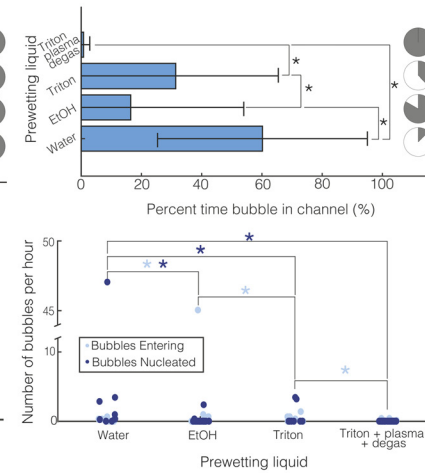 Prewetting liquid
Triton
plasma
degas
*
Triton
*
*
EtOH
*
Water
0 20 40 60 80 100
Percent time bubble in channel (%)
Number of bubbles per hour
50
*
*
* *
*
45
Bubbles Entering
Bubbles Nucleated
10
*
0
Water EtOH Triton Triton + plasma
+ degas
Prewetting liquid